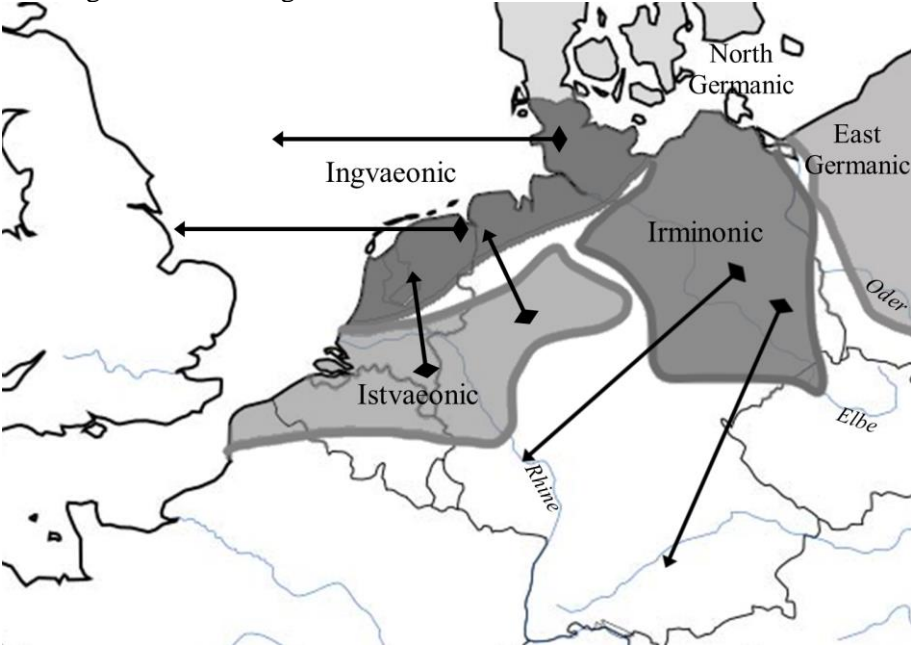 North
Germanic
East
Germanic
Ingvaeonic
Irminonic
Oder
Istvaeonic
Elbe
Rhine